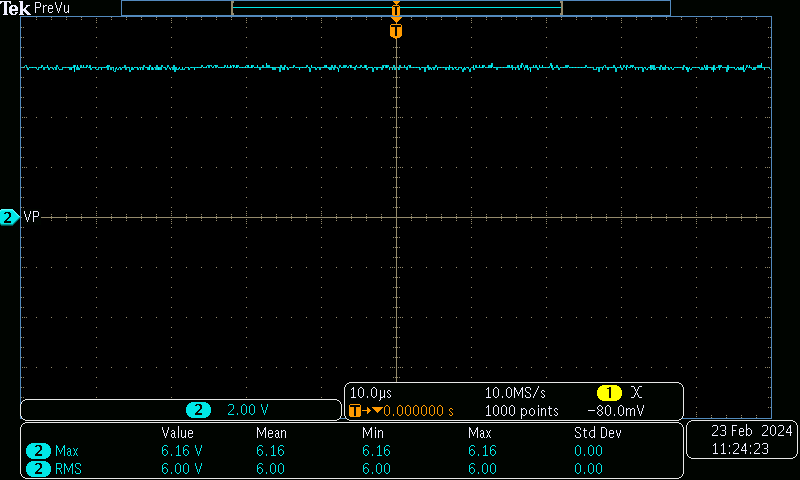 Tek PreVu
T
T
2 VP
2 2.00 V
10.0µs 10.0MS/s 1
T→▼0.000000 s 1000 points −80.0mV
Value Mean Min Max Std Dev
2 Max 6.16 V 6.16 6.16 6.16 0.00
2 RMS 6.00 V 6.00 6.00 6.00 0.00
23 Feb 2024
11:24:23